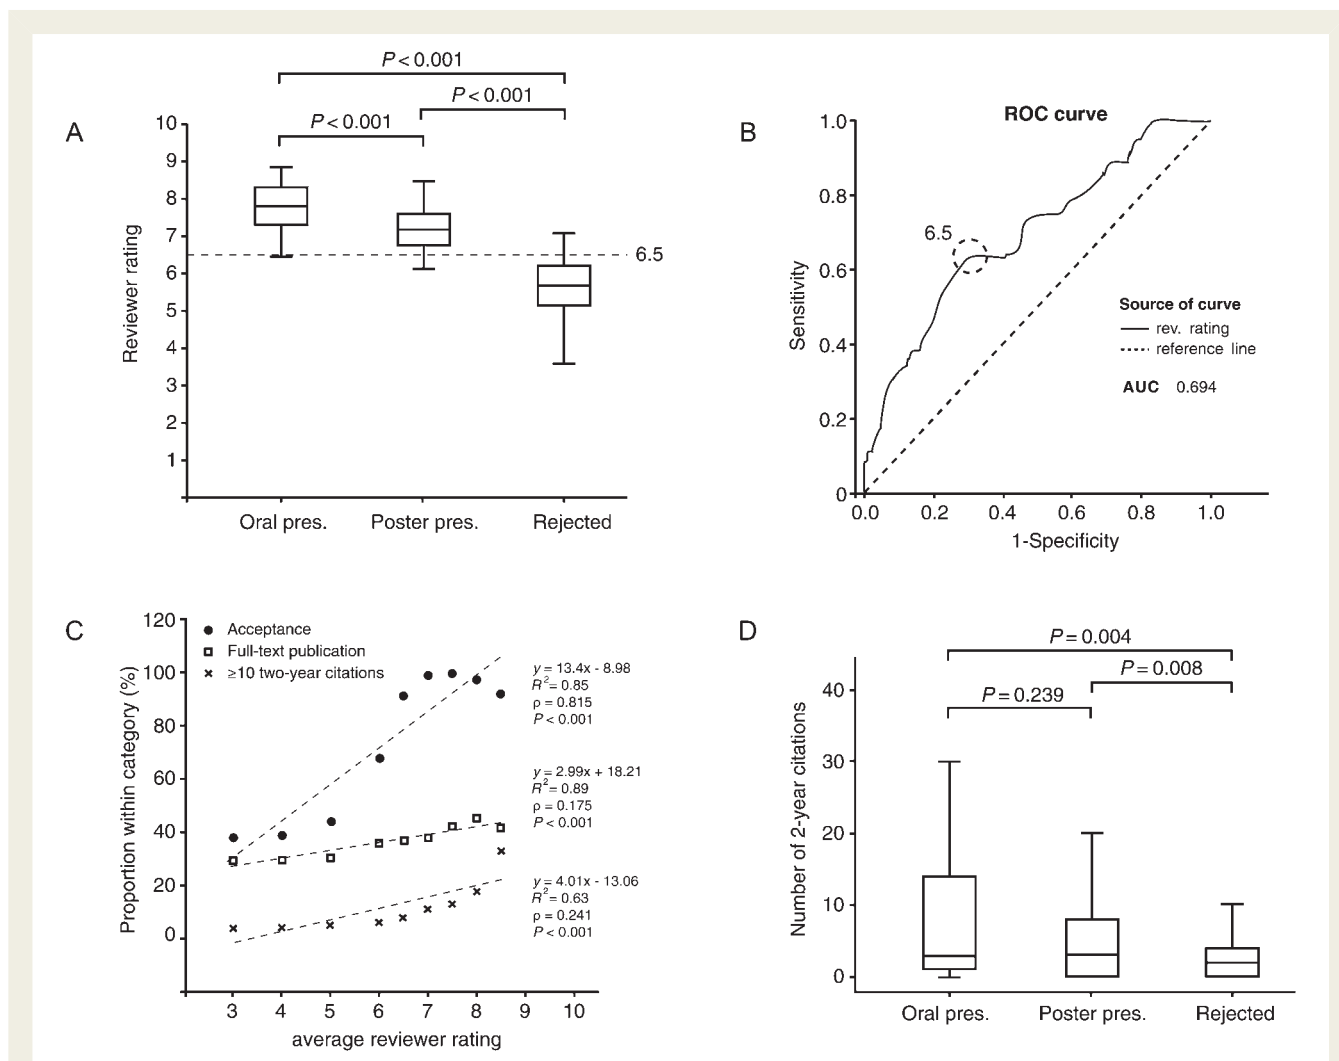 A
P < 0.001
P < 0.001
P < 0.001
Reviewer rating
10
9
8
7
6
5
4
3
2
1
6.5
Oral pres. Poster pres. Rejected
B
ROC curve
Sensitivity
1.0
0.8
0.6
0.4
0.2
0
6.5
Source of curve
rev. rating
reference line
AUC 0.694
0.0 0.2 0.4 0.6 0.8 1.0
1-Specificity
C
Proportion within category (%)
120
100
80
60
40
20
0
Acceptance
Full-text publication
≥10 two-year citations
y = 13.4x - 8.98
R² = 0.85
ρ = 0.815
P < 0.001
y = 2.99x + 18.21
R² = 0.89
ρ = 0.175
P < 0.001
y = 4.01x - 13.06
R² = 0.63
ρ = 0.241
P < 0.001
3 4 5 6 7 8 9 10
average reviewer rating
D
P = 0.004
P = 0.008
P = 0.239
Number of 2-year citations
40
30
20
10
0
Oral pres. Poster pres. Rejected